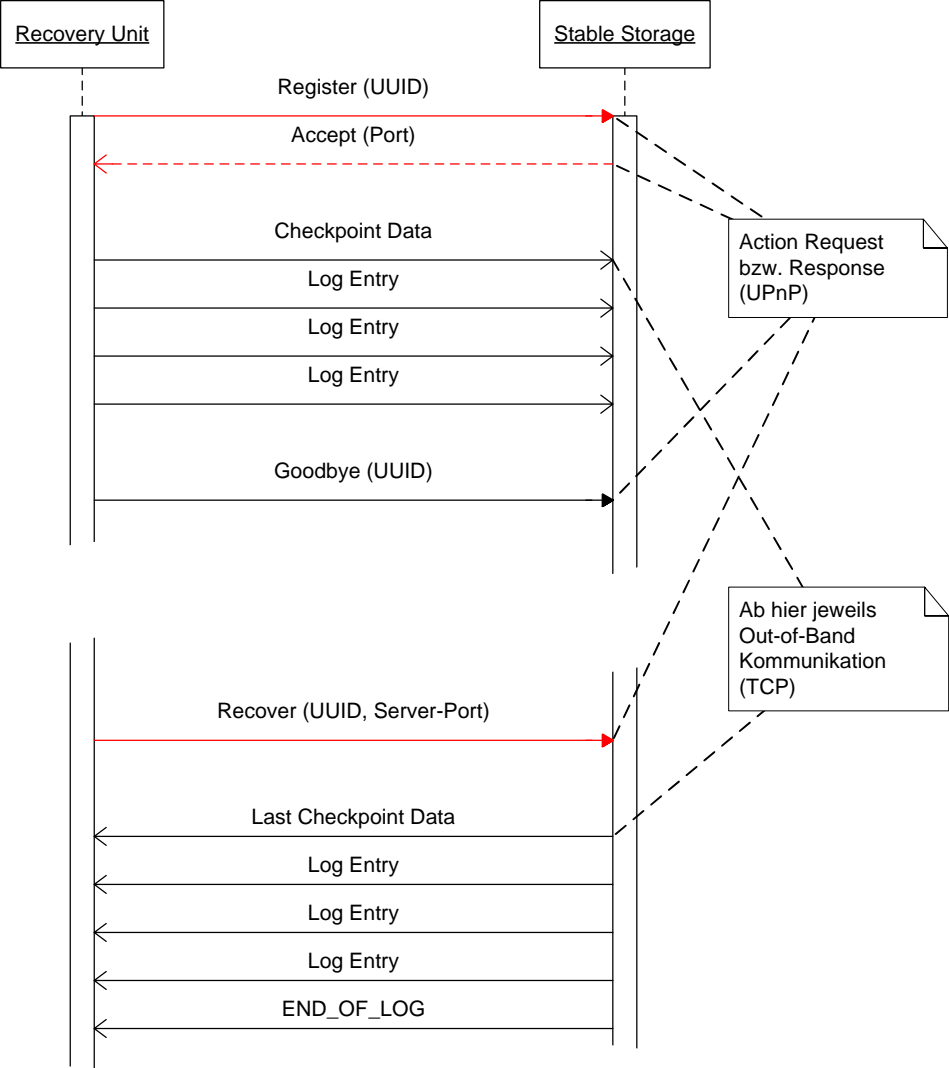 Recovery Unit
Stable Storage
Register (UUID)
Accept (Port)
Checkpoint Data
Log Entry
Log Entry
Log Entry
Goodbye (UUID)
Action Request
bzw. Response
(UPnP)
Ab hier jeweils
Out-of-Band
Kommunikation
(TCP)
Recover (UUID, Server-Port)
Last Checkpoint Data
Log Entry
Log Entry
Log Entry
END_OF_LOG